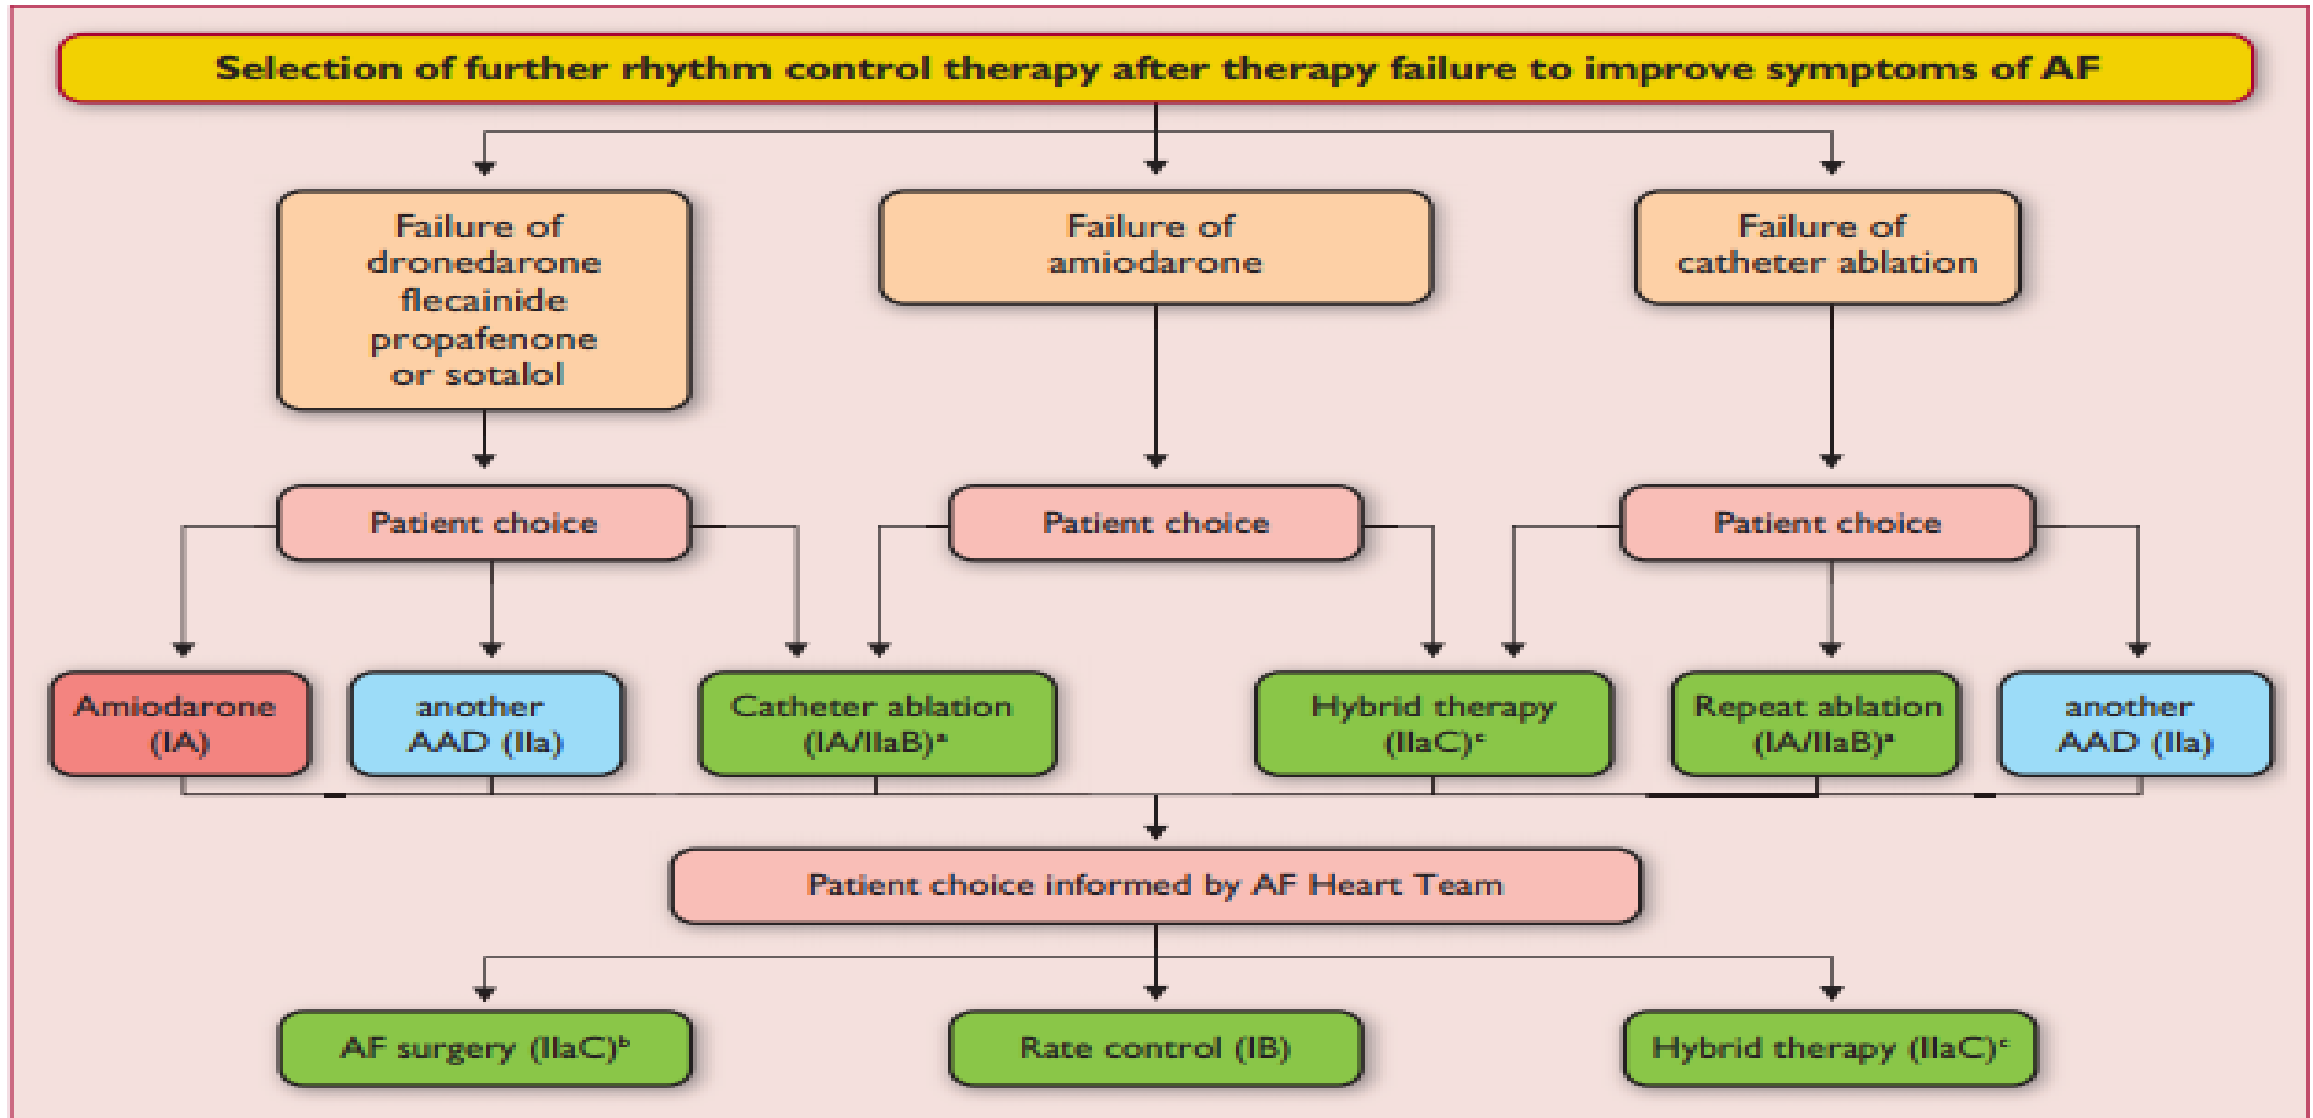 Selection of further rhythm control therapy after therapy failure to improve symptoms of AF
Failure of
dronedarone
flecainide
propafenone
or sotalol
Failure of
amiodarone
Failure of
catheter ablation
Patient choice
Patient choice
Patient choice
Amiodarone
(IA)
another
AAD (IIa)
Catheter ablation
(IA/IIaB)ᵃ
Hybrid therapy
(IIaC)ᶜ
Repeat ablation
(IA/IIaB)ᵃ
another
AAD (IIa)
Patient choice informed by AF Heart Team
AF surgery (IIaC)ᵇ
Rate control (IB)
Hybrid therapy (IIaC)ᶜ